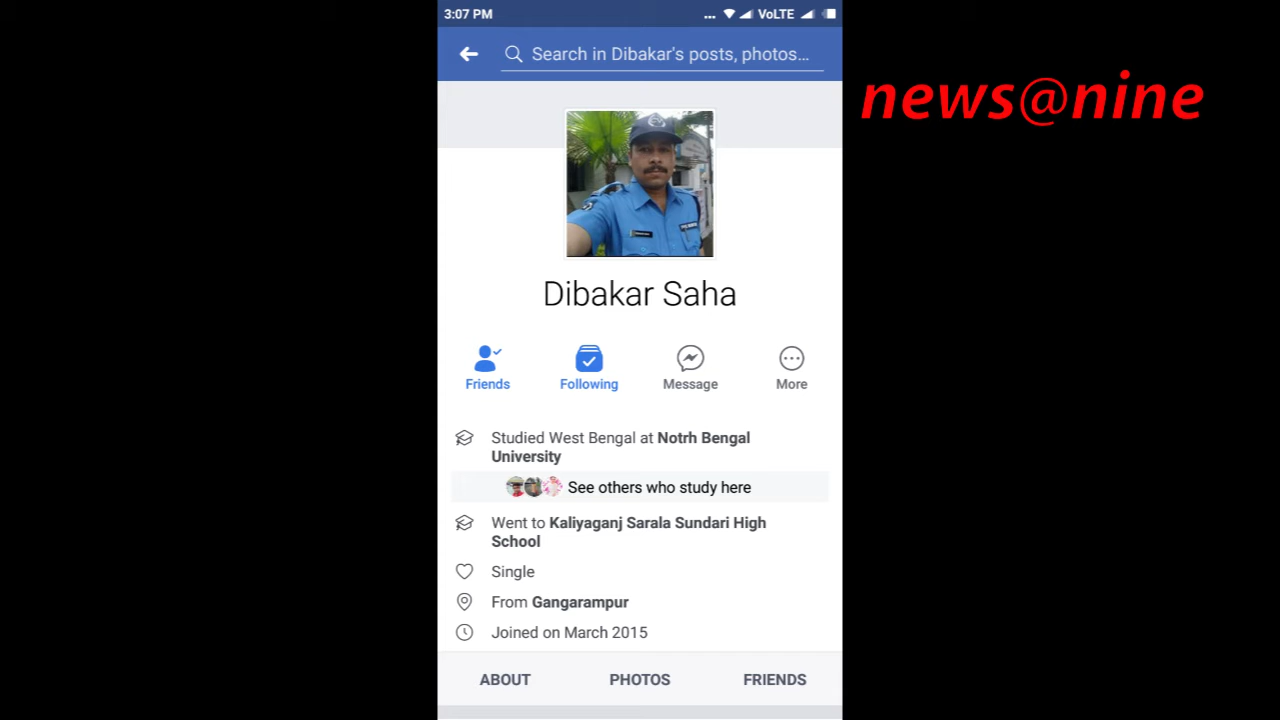 3:07 PM
... VoLTE
Search in Dibakar's posts, photos...
news@nine
Dibakar Saha
Friends
Following
Message
More
Studied West Bengal at Notrh Bengal
University
See others who study here
Went to Kaliyaganj Sarala Sundari High
School
Single
From Gangarampur
Joined on March 2015
ABOUT
PHOTOS
FRIENDS